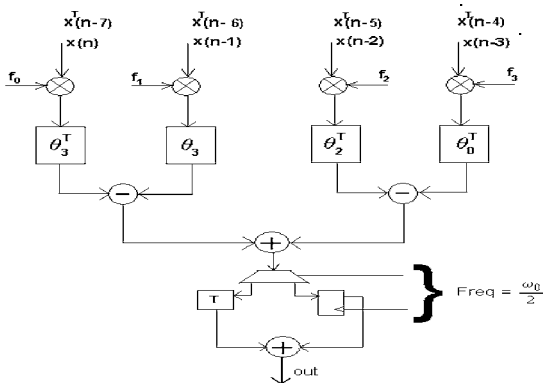 x^T(n-7) x^T(n-6) x^T(n-5) x^T(n-4)
x(n) x(n-1) x(n-2) x(n-3)
f₀ f₁ f₂ f₃
θ₃^T θ₃ θ₂^T θ₀^T
− −
+
T
} Freq = ω₀/2
+
out